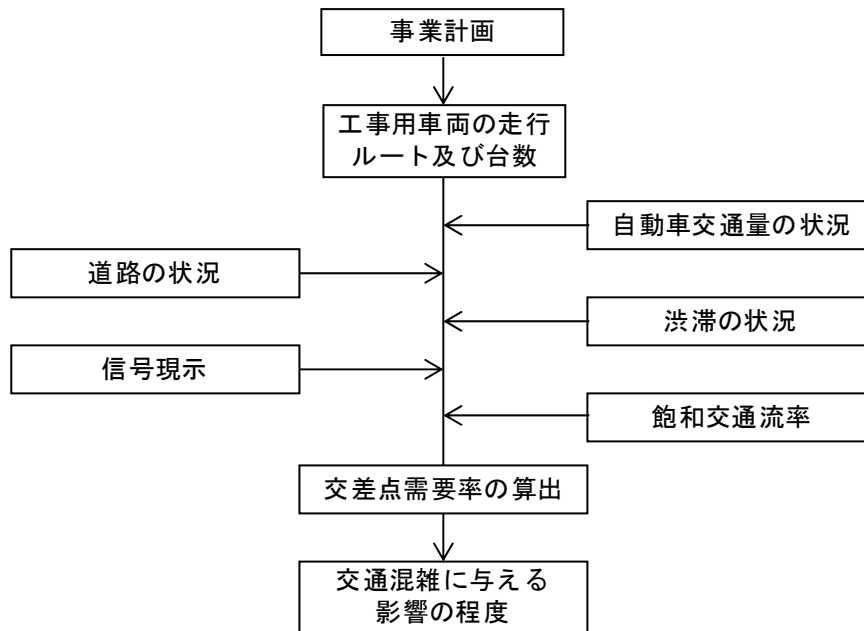 事業計画
工事用車両の走行
ルート及び台数
自動車交通量の状況
道路の状況
渋滞の状況
信号現示
飽和交通流率
交差点需要率の算出
交通混雑に与える
影響の程度